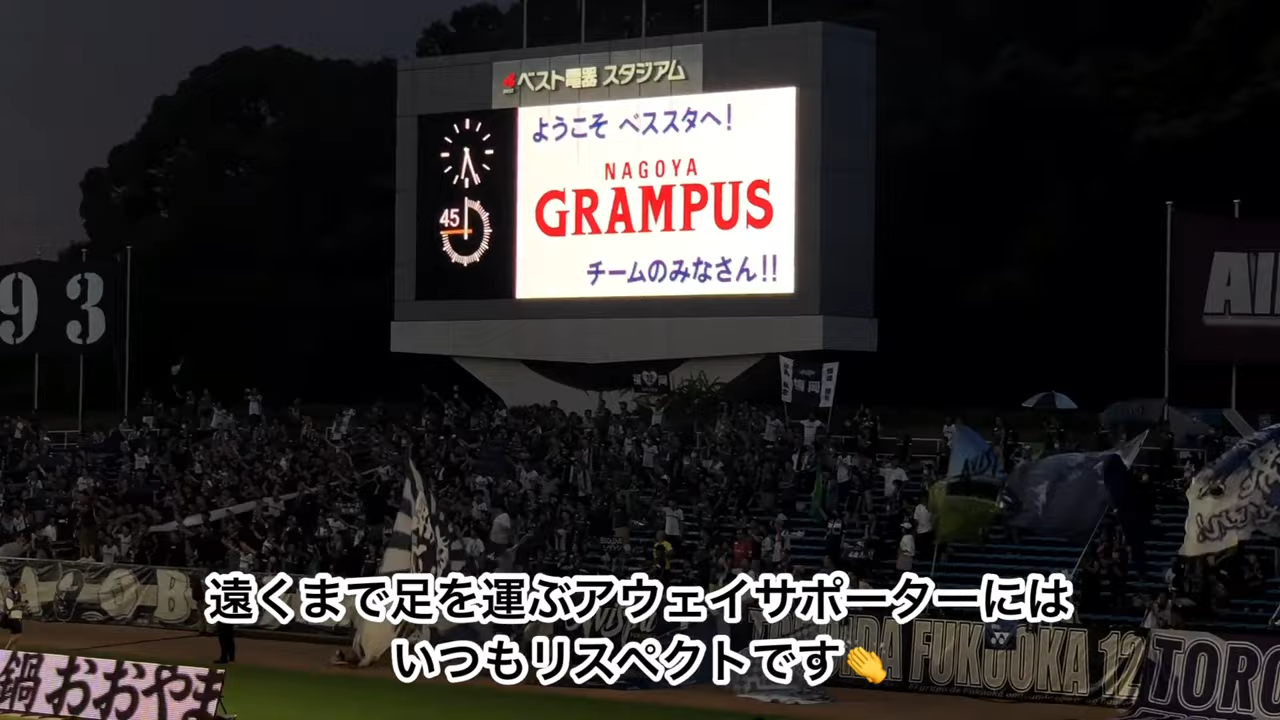 ベスト電器 スタジアム
ようこそ ベススタへ!
NAGOYA
GRAMPUS
チームのみなさん!!
45
93
遠くまで足を運ぶアウェイサポーターには
いつもリスペクトです👏
FUKUOKA 12
TORC
鍋 おおやま